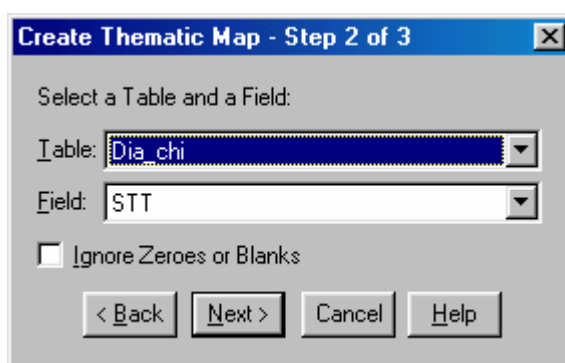 Create Thematic Map - Step 2 of 3
Select a Table and a Field:
Table: Dia_chi
Field: STT
Ignore Zeroes or Blanks
< Back Next > Cancel Help